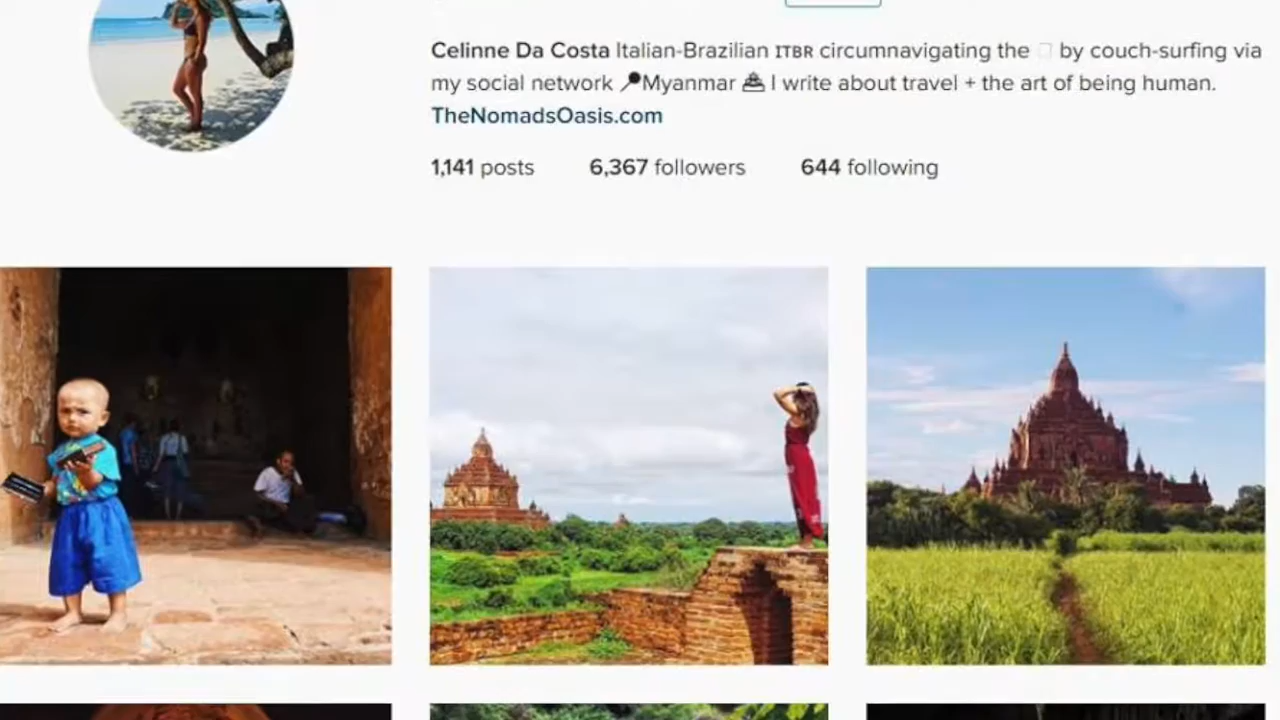 Celinne Da Costa Italian-Brazilian ITBR circumnavigating the by couch-surfing via
my social network Myanmar I write about travel + the art of being human.
TheNomadsOasis.com
1,141 posts 6,367 followers 644 following